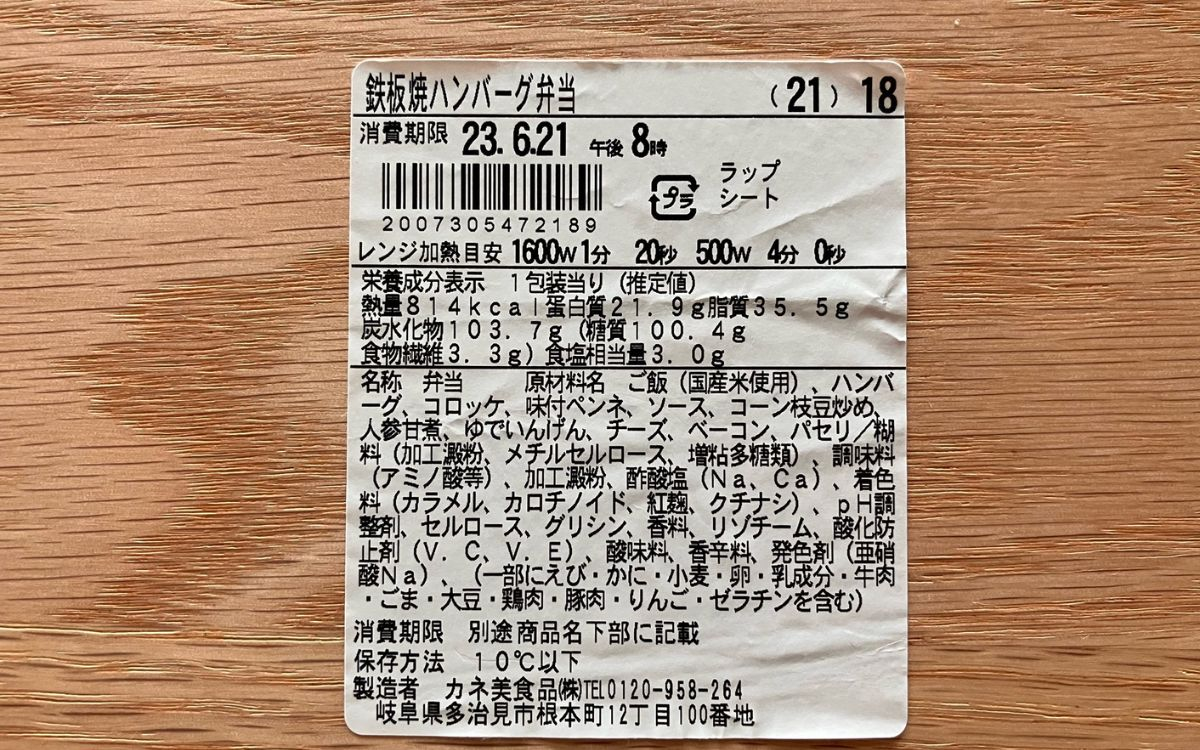 鉄板焼ハンバーグ弁当 (21) 18
消費期限 23.6.21 午後 8時
プラ ラップ
シート
2007305472189
レンジ加熱目安 1600W 1分 20秒 500W 4分 0秒
栄養成分表示 1包装当り(推定値)
熱量814kcal蛋白質21.9g脂質35.5g
炭水化物103.7g(糖質100.4g
食物繊維3.3g)食塩相当量3.0g
名称 弁当 原材料名 ご飯(国産米使用)、ハンバ
ーグ、コロッケ、味付ペンネ、ソース、コーン枝豆炒め、
人参甘煮、ゆでいんげん、チーズ、ベーコン、パセリ/糊
料(加工澱粉、メチルセルロース、増粘多糖類)、調味料
(アミノ酸等)、加工澱粉、酢酸塩(Na、Ca)、着色
料(カラメル、カロチノイド、紅麹、クチナシ)、pH調
整剤、セルロース、グリシン、香料、リゾチーム、酸化防
止剤(V.C、V.E)、酸味料、香辛料、発色剤(亜硝
酸Na)、(一部にえび・かに・小麦・卵・乳成分・牛肉
・ごま・大豆・鶏肉・豚肉・りんご・ゼラチンを含む)
消費期限 別途商品名下部に記載
保存方法 10℃以下
製造者 カネ美食品㈱TEL0120-958-264
岐阜県多治見市根本町12丁目100番地